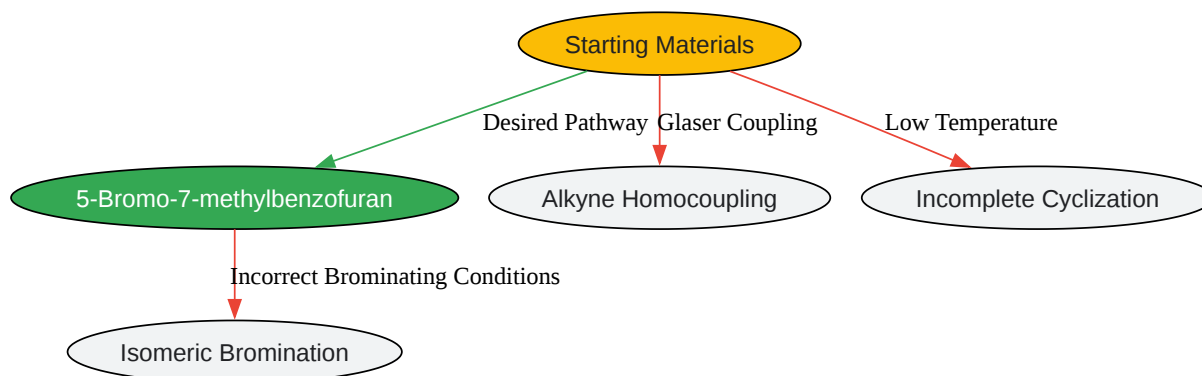 Starting Materials
Desired Pathway
Glaser Coupling
Low Temperature
5-Bromo-7-methylbenzofuran
Alkyne Homocoupling
Incomplete Cyclization
Incorrect Brominating Conditions
Isomeric Bromination